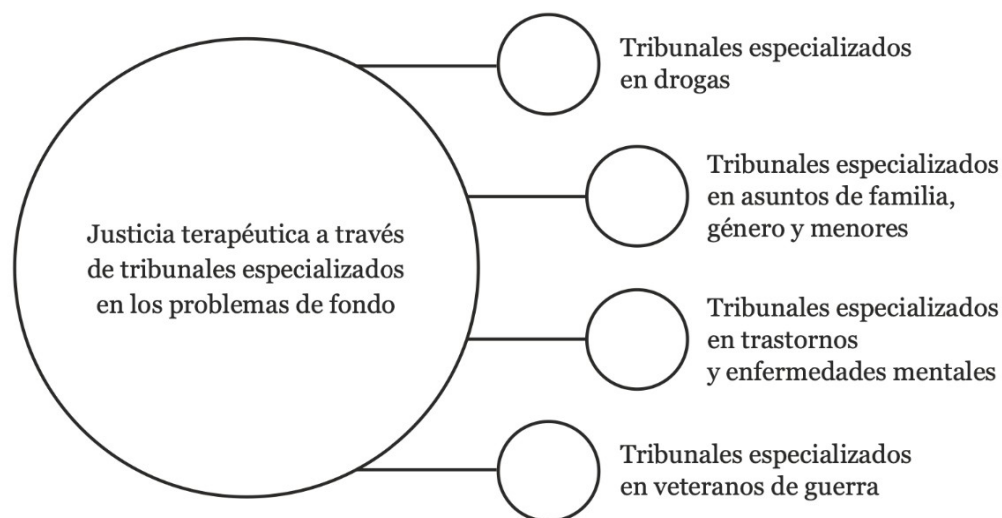 Tribunales especializados
en drogas
Tribunales especializados
en asuntos de familia,
género y menores
Justicia terapéutica a través
de tribunales especializados
en los problemas de fondo
Tribunales especializados
en trastornos
y enfermedades mentales
Tribunales especializados
en veteranos de guerra